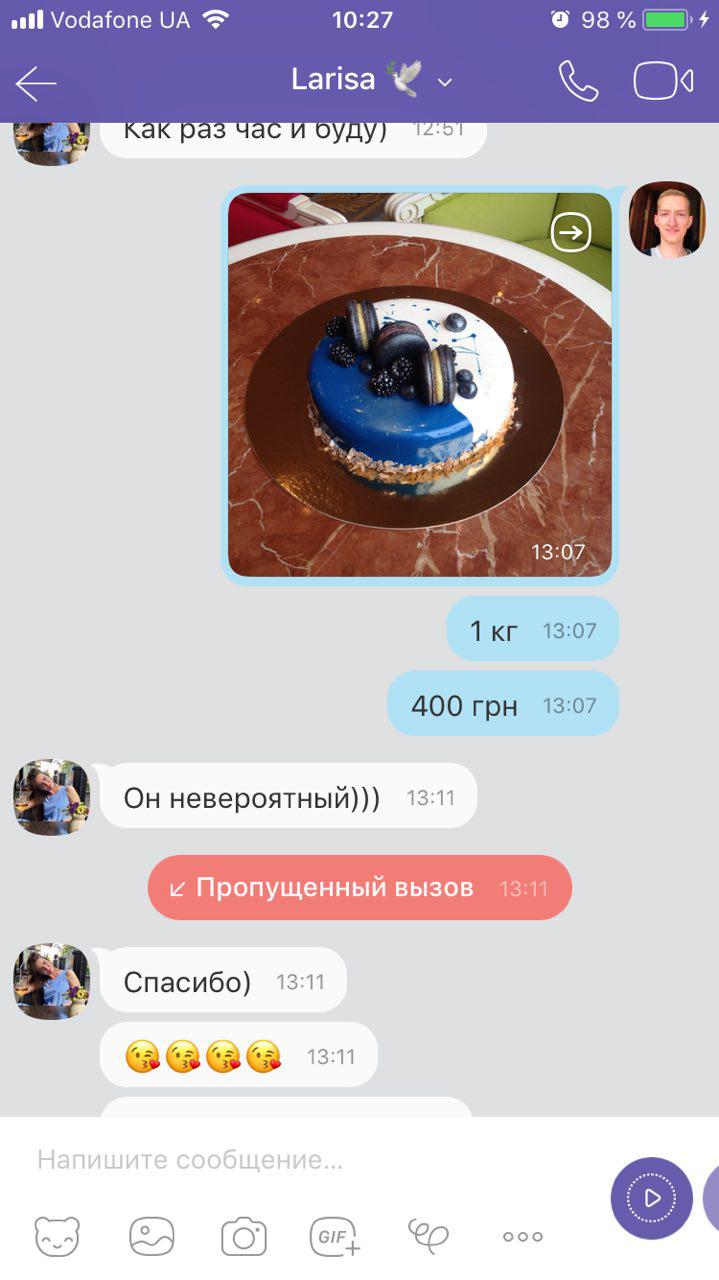 Vodafone UA 10:27 98 %
Larisa
Как раз час и буду) 12:51
13:07
1 кг 13:07
400 грн 13:07
Он невероятный))) 13:11
Пропущенный вызов 13:11
Спасибо) 13:11
13:11
Напишите сообщение...
GIF